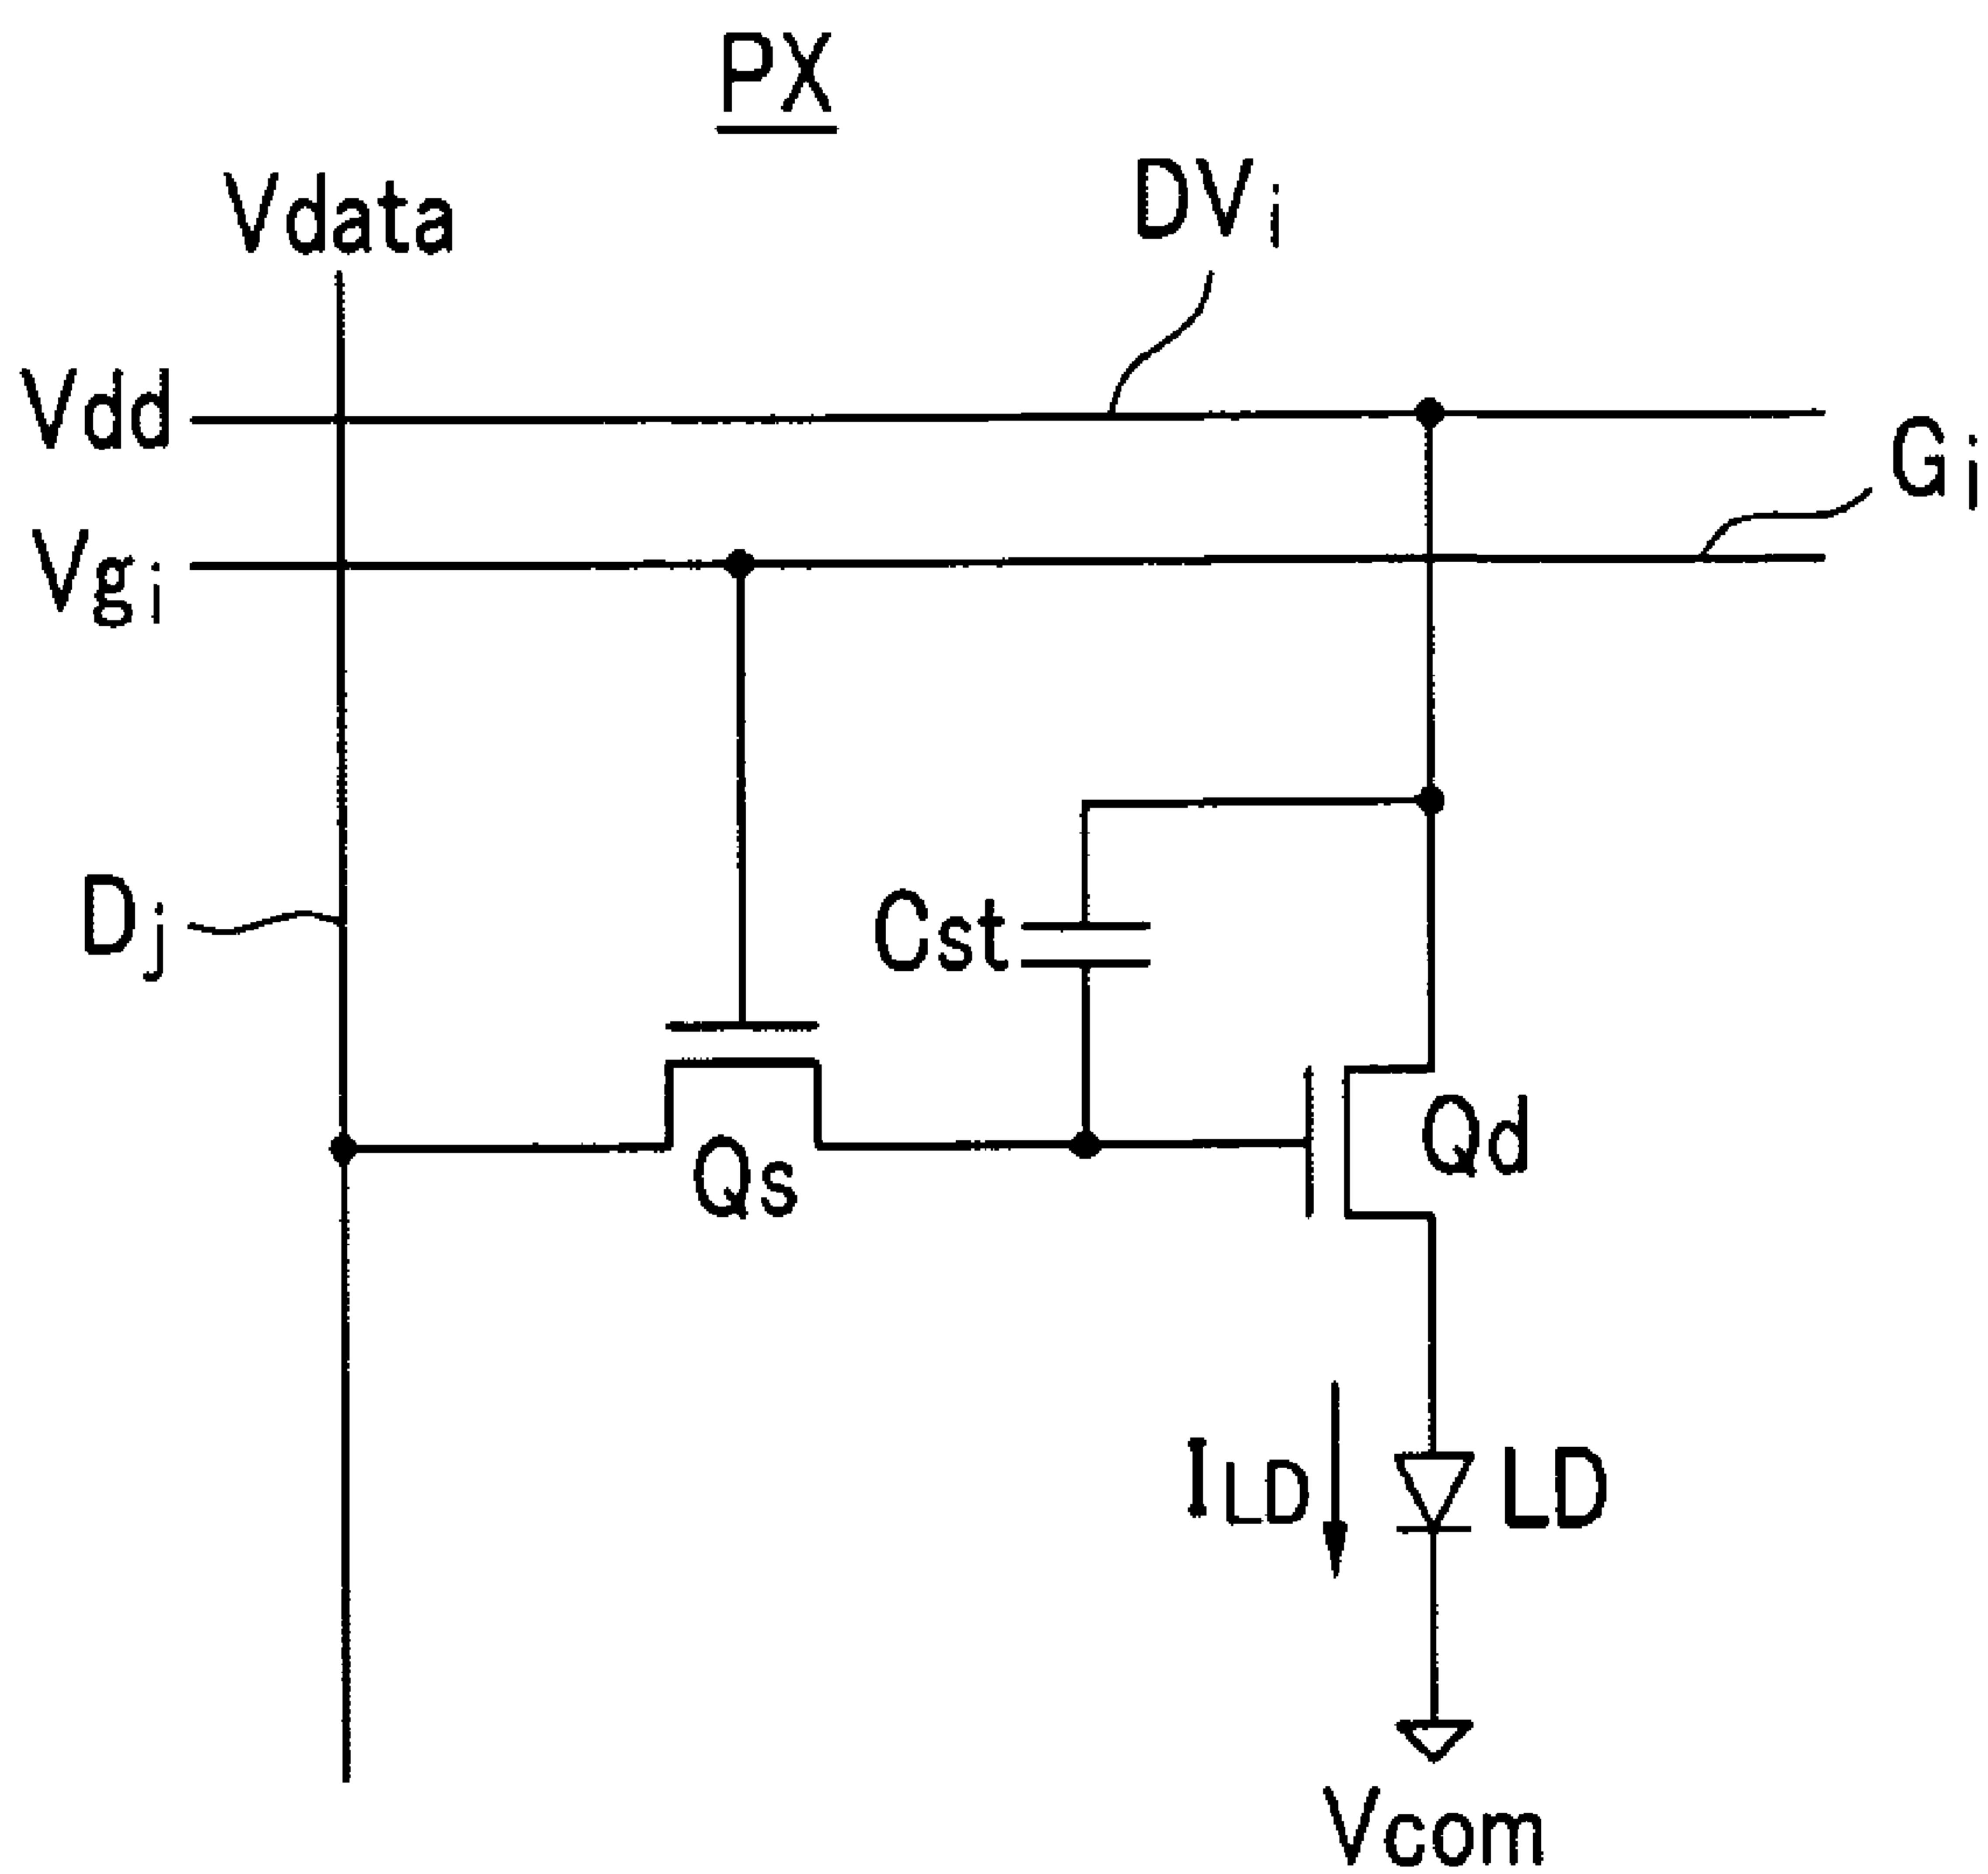 PX
Vdata
DVi
Vdd
Gi
Vgi
Dj
Cst
Qs
Qd
ILD
LD
Vcom